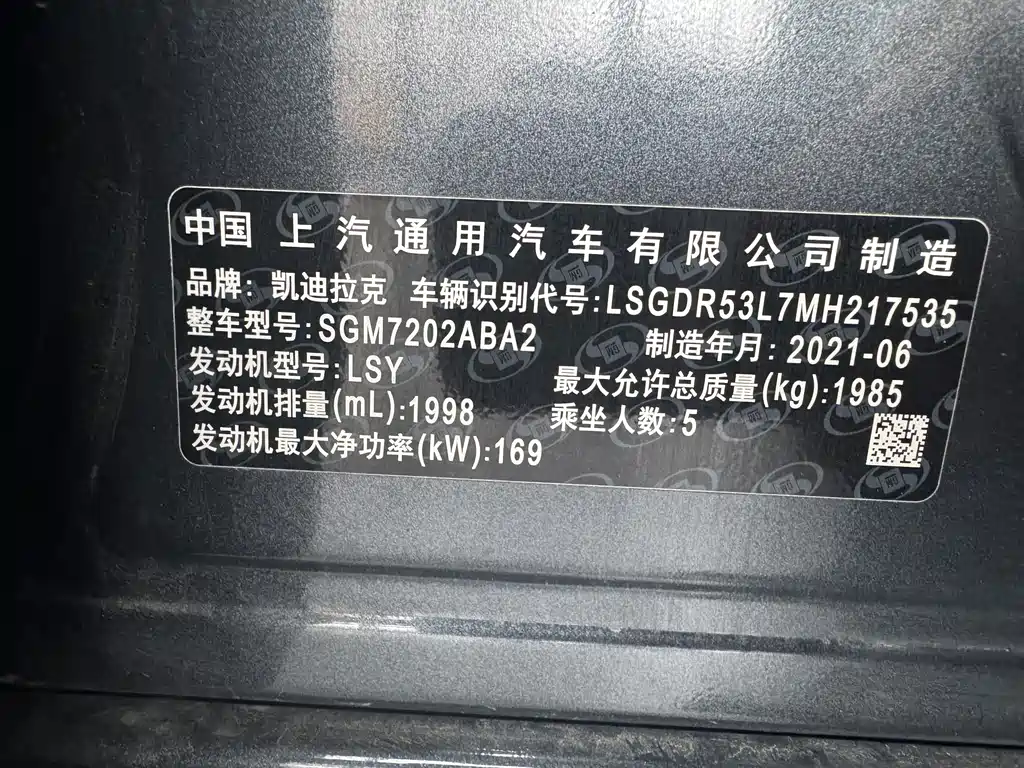 中国 上汽通用汽车有限公司制造
品牌: 凯迪拉克 车辆识别代号:LSGDR53L7MH217535
整车型号:SGM7202ABA2 制造年月: 2021-06
发动机型号:LSY 最大允许总质量(kg):1985
发动机排量(mL):1998 乘坐人数:5
发动机最大净功率(kW):169